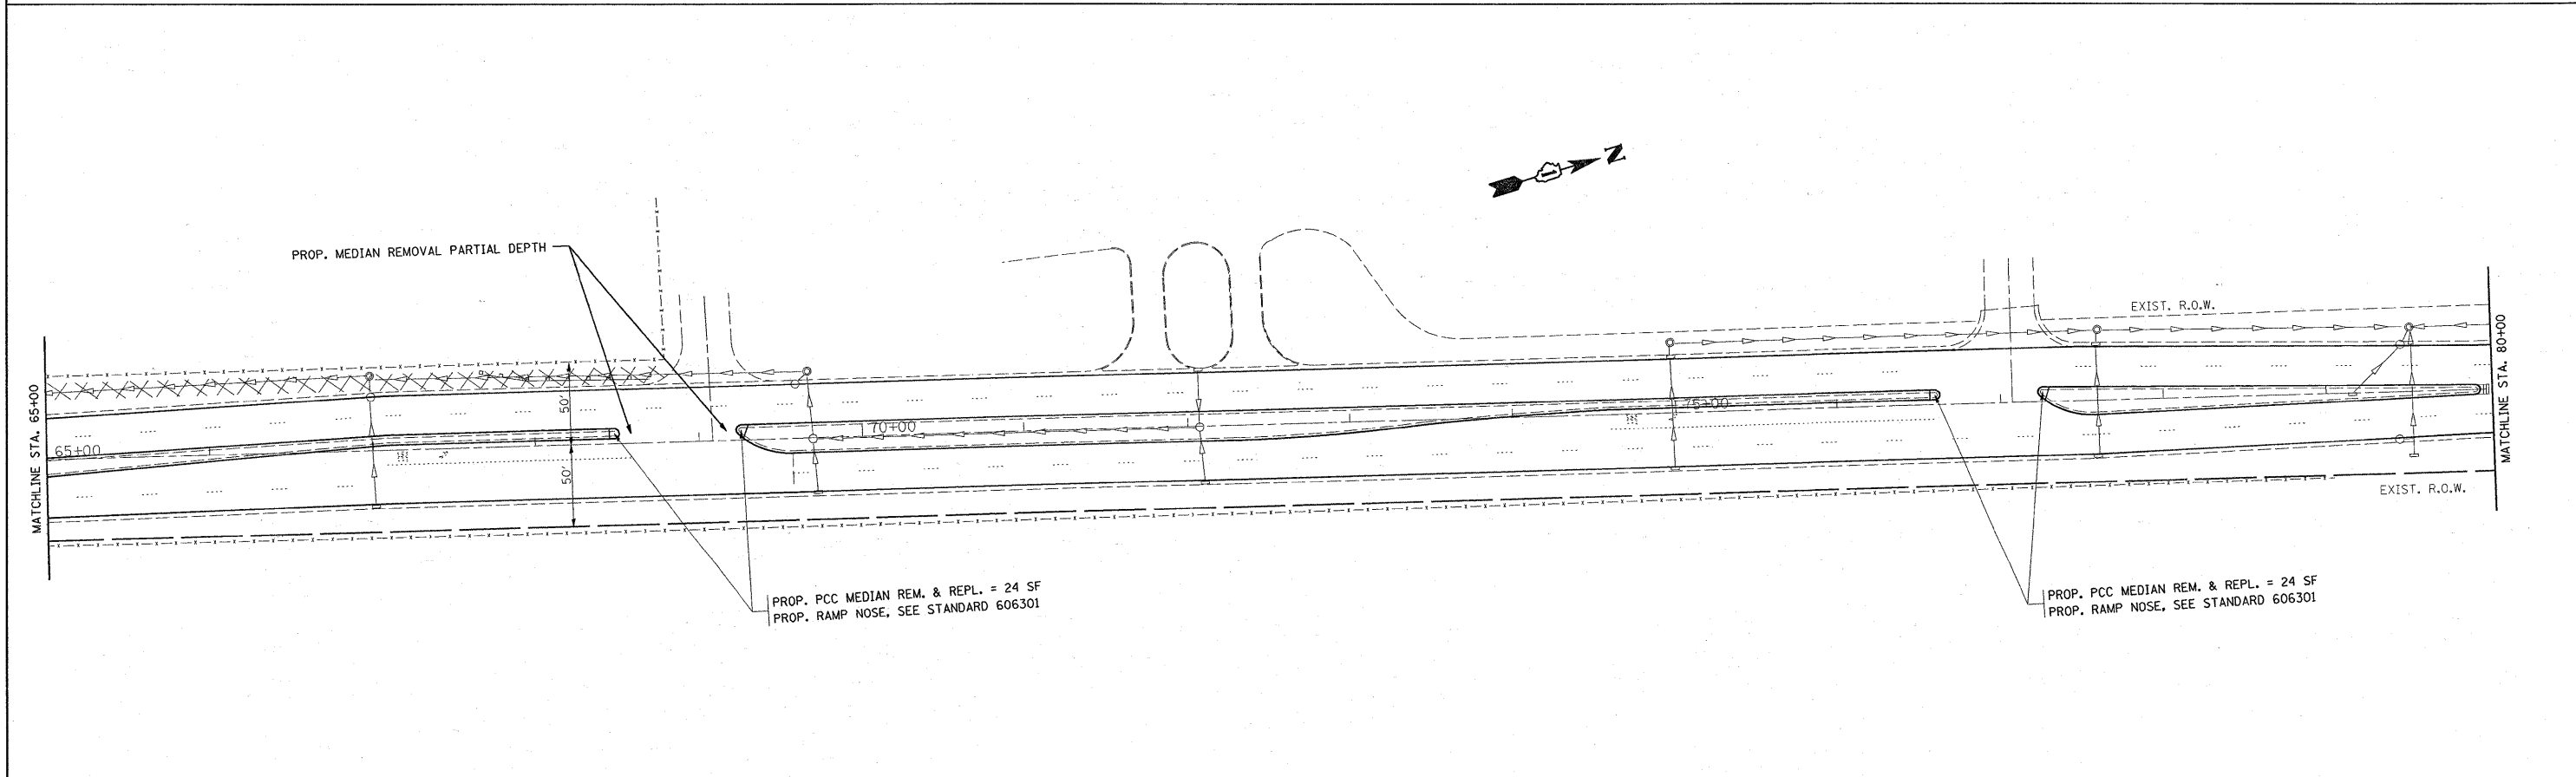 N
PROP. MEDIAN REMOVAL PARTIAL DEPTH
EXIST. R.O.W.
MATCHLINE STA. 65+00
MATCHLINE STA. 80+00
50'
50'
65+00
70+00
75+00
EXIST. R.O.W.
PROP. PCC MEDIAN REM. & REPL. = 24 SF
PROP. RAMP NOSE, SEE STANDARD 606301
PROP. PCC MEDIAN REM. & REPL. = 24 SF
PROP. RAMP NOSE, SEE STANDARD 606301